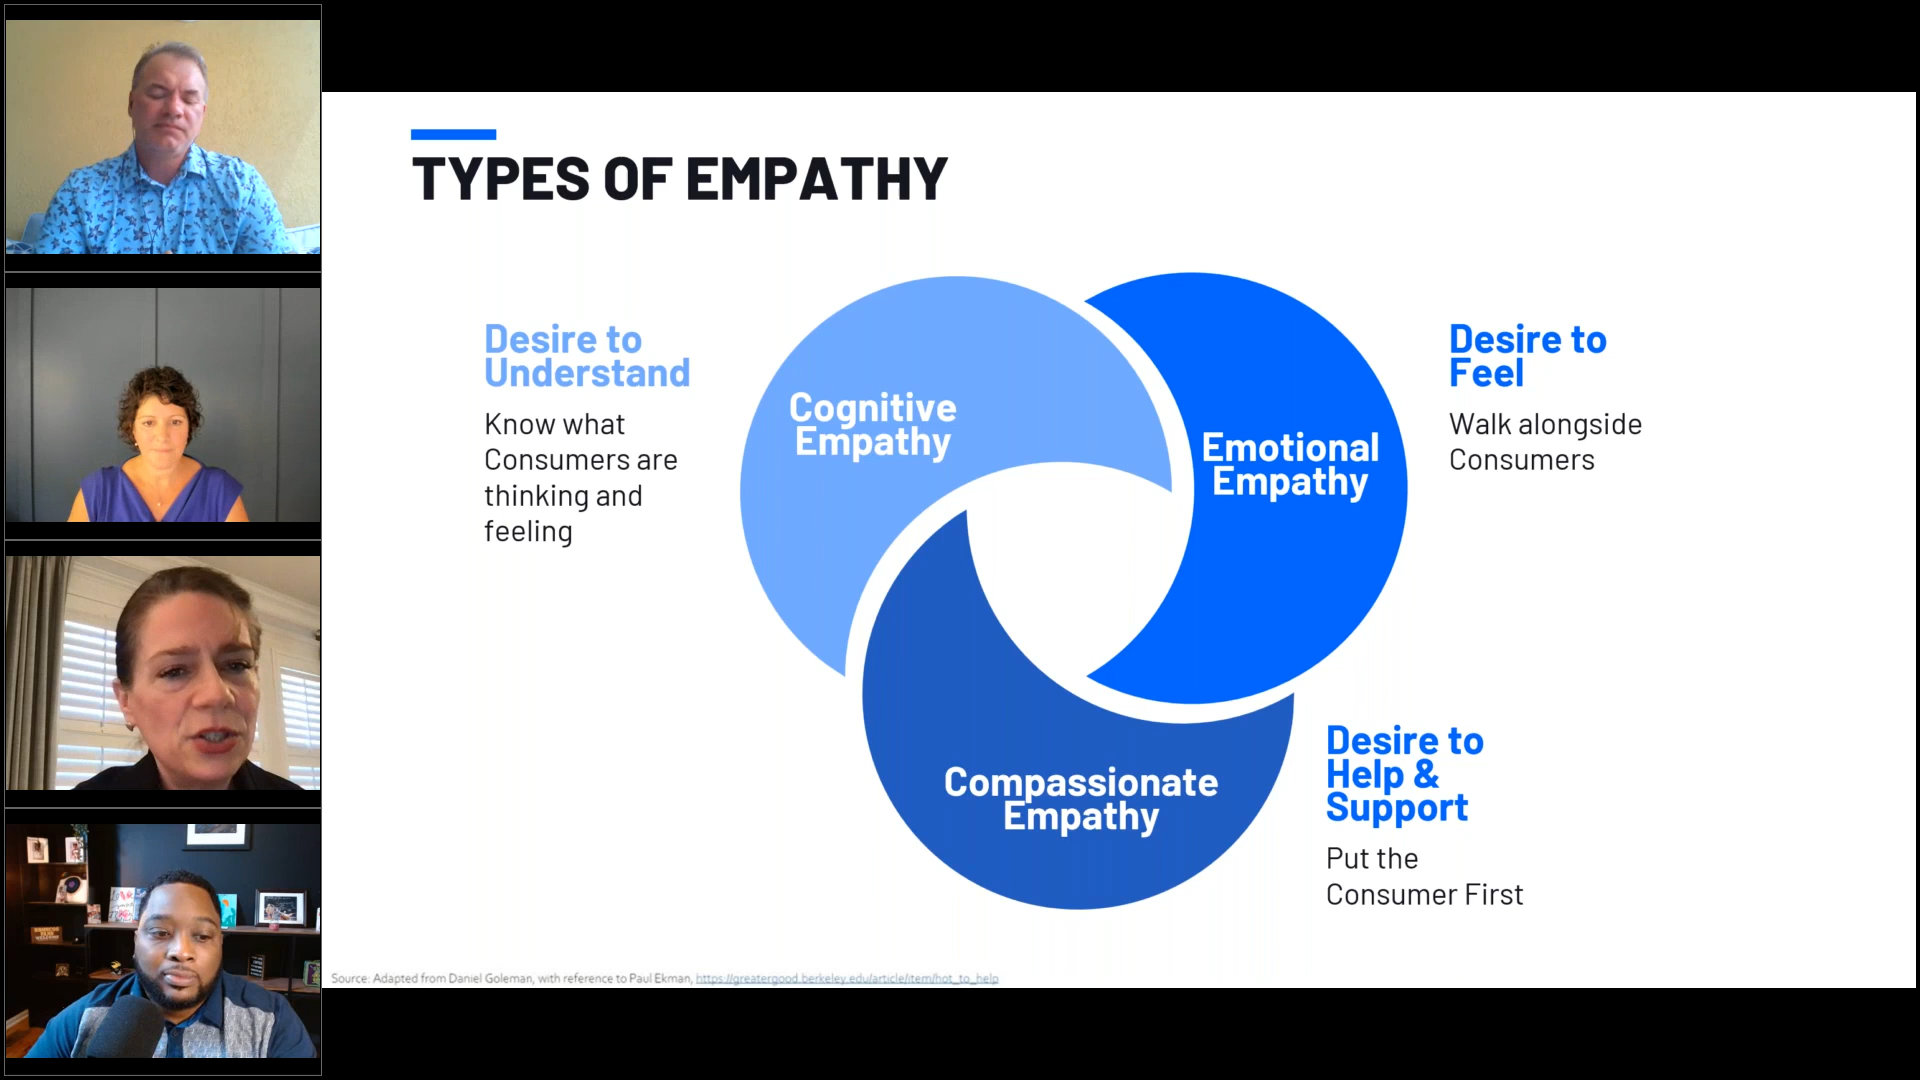 TYPES OF EMPATHY
Desire to
Understand
Know what
Consumers are
thinking and
feeling
Cognitive
Empathy
Emotional
Empathy
Desire to
Feel
Walk alongside
Consumers
Compassionate
Empathy
Desire to
Help &
Support
Put the
Consumer First
Source: Adapted from Daniel Goleman, with reference to Paul Ekman, https://greatergood.berkeley.edu/article/item/hot_to_help